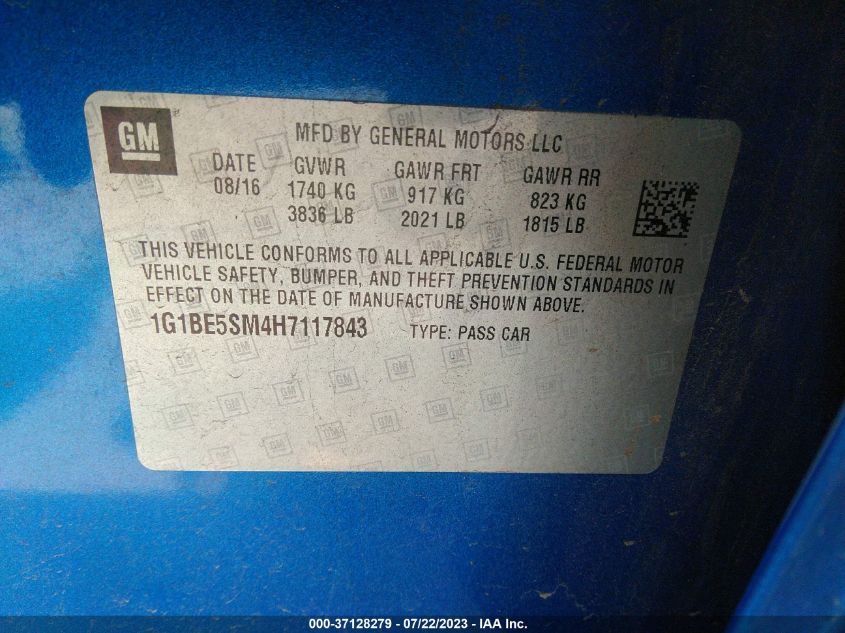 GM
MFD BY GENERAL MOTORS LLC
DATE GVWR GAWR FRT GAWR RR
08/16 1740 KG 917 KG 823 KG
3836 LB 2021 LB 1815 LB
THIS VEHICLE CONFORMS TO ALL APPLICABLE U.S. FEDERAL MOTOR
VEHICLE SAFETY, BUMPER, AND THEFT PREVENTION STANDARDS IN
EFFECT ON THE DATE OF MANUFACTURE SHOWN ABOVE.
1G1BE5SM4H7117843 TYPE: PASS CAR
000-37128279 - 07/22/2023 - IAA Inc.